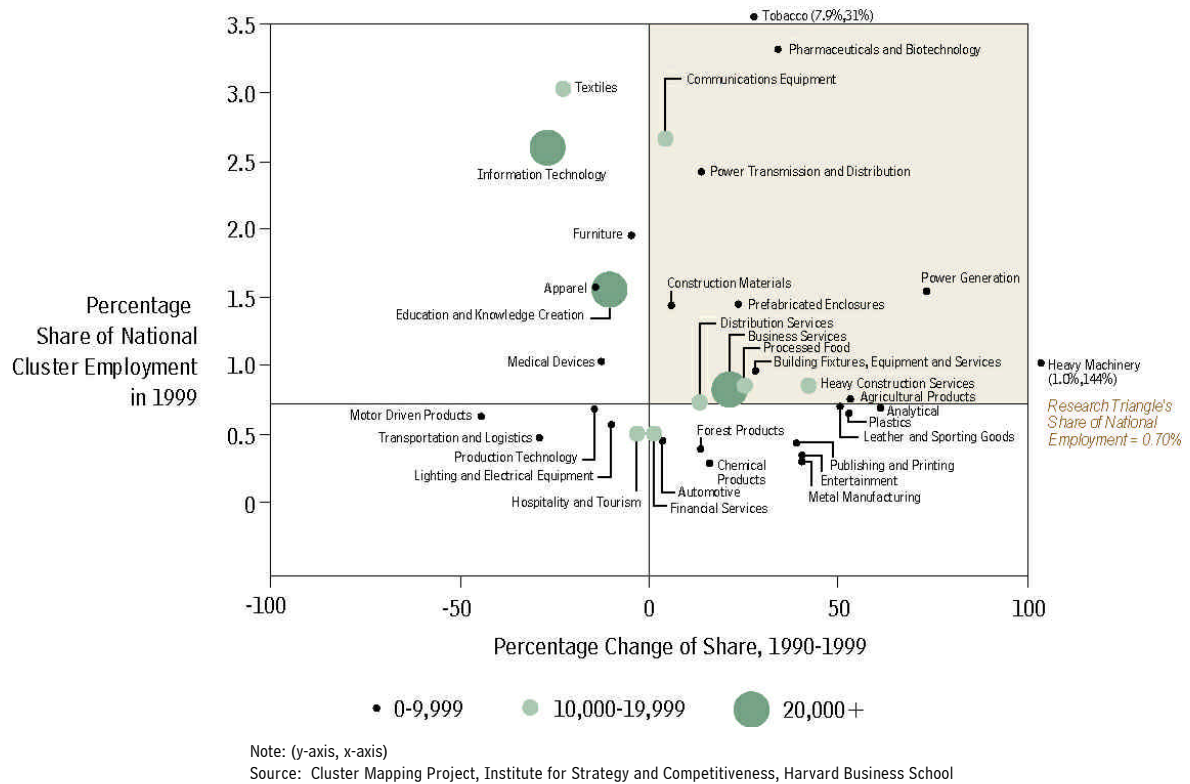 3.5
3.0
2.5
2.0
1.5
1.0
0.5
0
Percentage
Share of National
Cluster Employment
in 1999
Tobacco (7.9%,31%)
Pharmaceuticals and Biotechnology
Communications Equipment
Textiles
Information Technology
Power Transmission and Distribution
Furniture
Power Generation
Construction Materials
Apparel
Prefabricated Enclosures
Education and Knowledge Creation
Distribution Services
Business Services
Processed Food
Medical Devices
Building Fixtures, Equipment and Services
Heavy Machinery
(1.0%,144%)
Heavy Construction Services
Agricultural Products
Analytical
Plastics
Leather and Sporting Goods
Research Triangle's
Share of National
Employment = 0.70%
Motor Driven Products
Transportation and Logistics
Production Technology
Lighting and Electrical Equipment
Hospitality and Tourism
Forest Products
Chemical
Products
Automotive
Financial Services
Publishing and Printing
Entertainment
Metal Manufacturing
-100
-50
0
50
100
Percentage Change of Share, 1990-1999
0-9,999
10,000-19,999
20,000+
Note: (y-axis, x-axis)
Source: Cluster Mapping Project, Institute for Strategy and Competitiveness, Harvard Business School